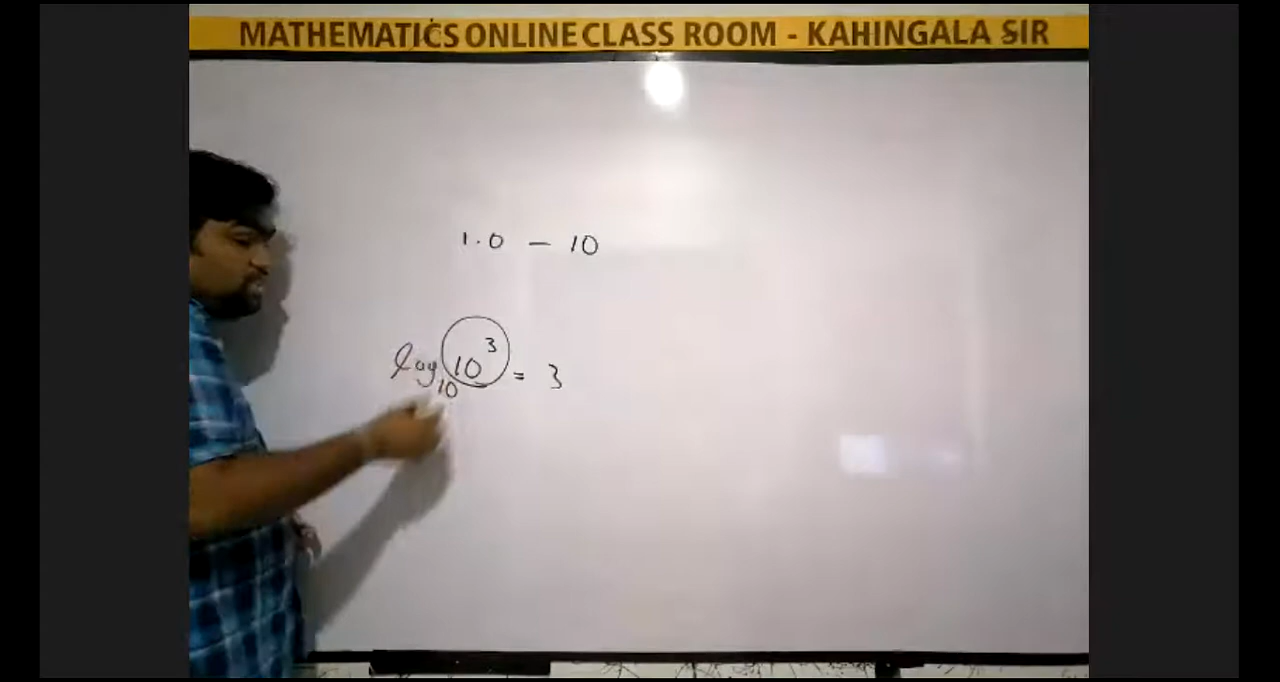 MATHEMATICS ONLINE CLASS ROOM - KAHINGALA SIR
1.0 – 10
log₁₀ 10³ = 3